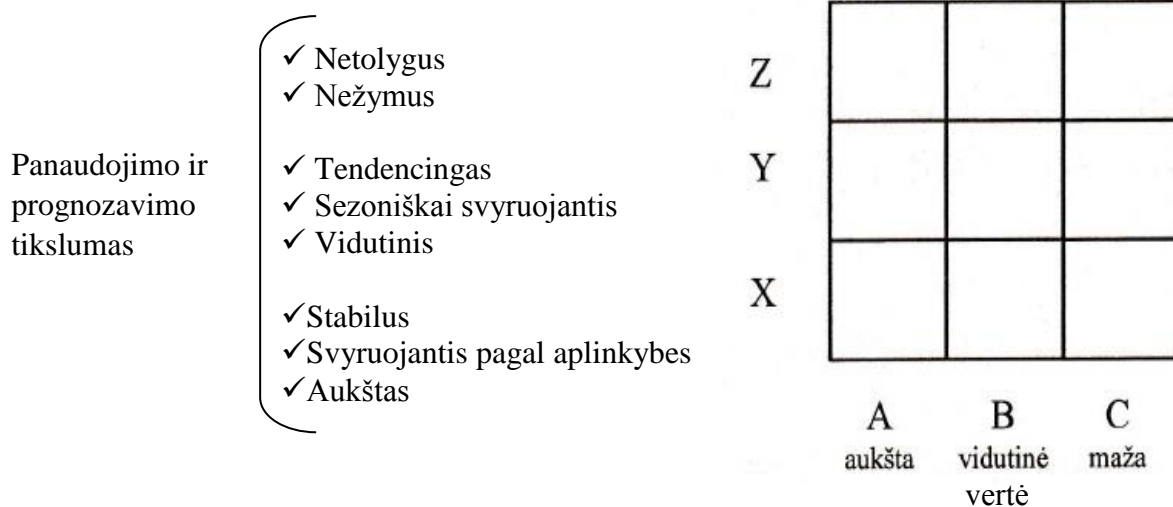 Panaudojimo ir
prognozavimo
tikslumas
✓ Netolygus
✓ Nežymus
✓ Tendencingas
✓ Sezoniškai svyruojantis
✓ Vidutinis
✓Stabilus
✓Svyruojantis pagal aplinkybes
✓Aukštas
Z
Y
X
A B C
aukšta vidutinė maža
vertė